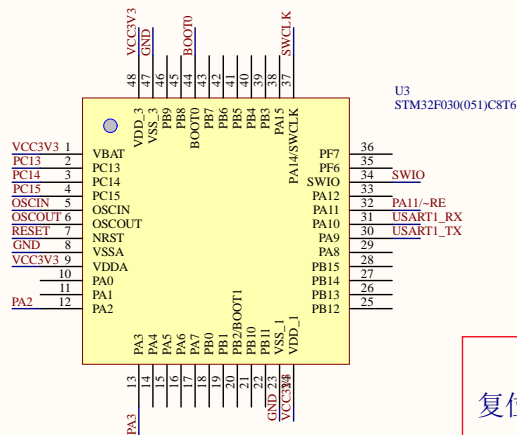 VCC3V3
GND
BOOT0
SWCLK
48
47
46
45
44
43
42
41
40
39
38
37
VDD_3
VSS_3
PB9
PB8
BOOT0
PB7
PB6
PB5
PB4
PB3
PA15
PA14/SWCLK
U3
STM32F030(051)C8T6
VCC3V3 1 VBAT
PC13 2 PC13
PC14 3 PC14
PC15 4 PC15
OSCIN 5 OSCIN
OSCOUT 6 OSCOUT
RESET 7 NRST
GND 8 VSSA
VCC3V3 9 VDDA
10 PA0
11 PA1
PA2 12 PA2
PF7 36
PF6 35
SWIO 34 SWIO
PA12 33
PA11 32 PA11/~RE
PA10 31 USART1_RX
PA9 30 USART1_TX
PA8 29
PB15 28
PB14 27
PB13 26
PB12 25
PA3
PA4
PA5
PA6
PA7
PB0
PB1
PB2/BOOT1
PB10
PB11
VSS_1
VDD_1
13
14
15
16
17
18
19
20
21
22
23
24
PA3
GND
VCC3V3
复位